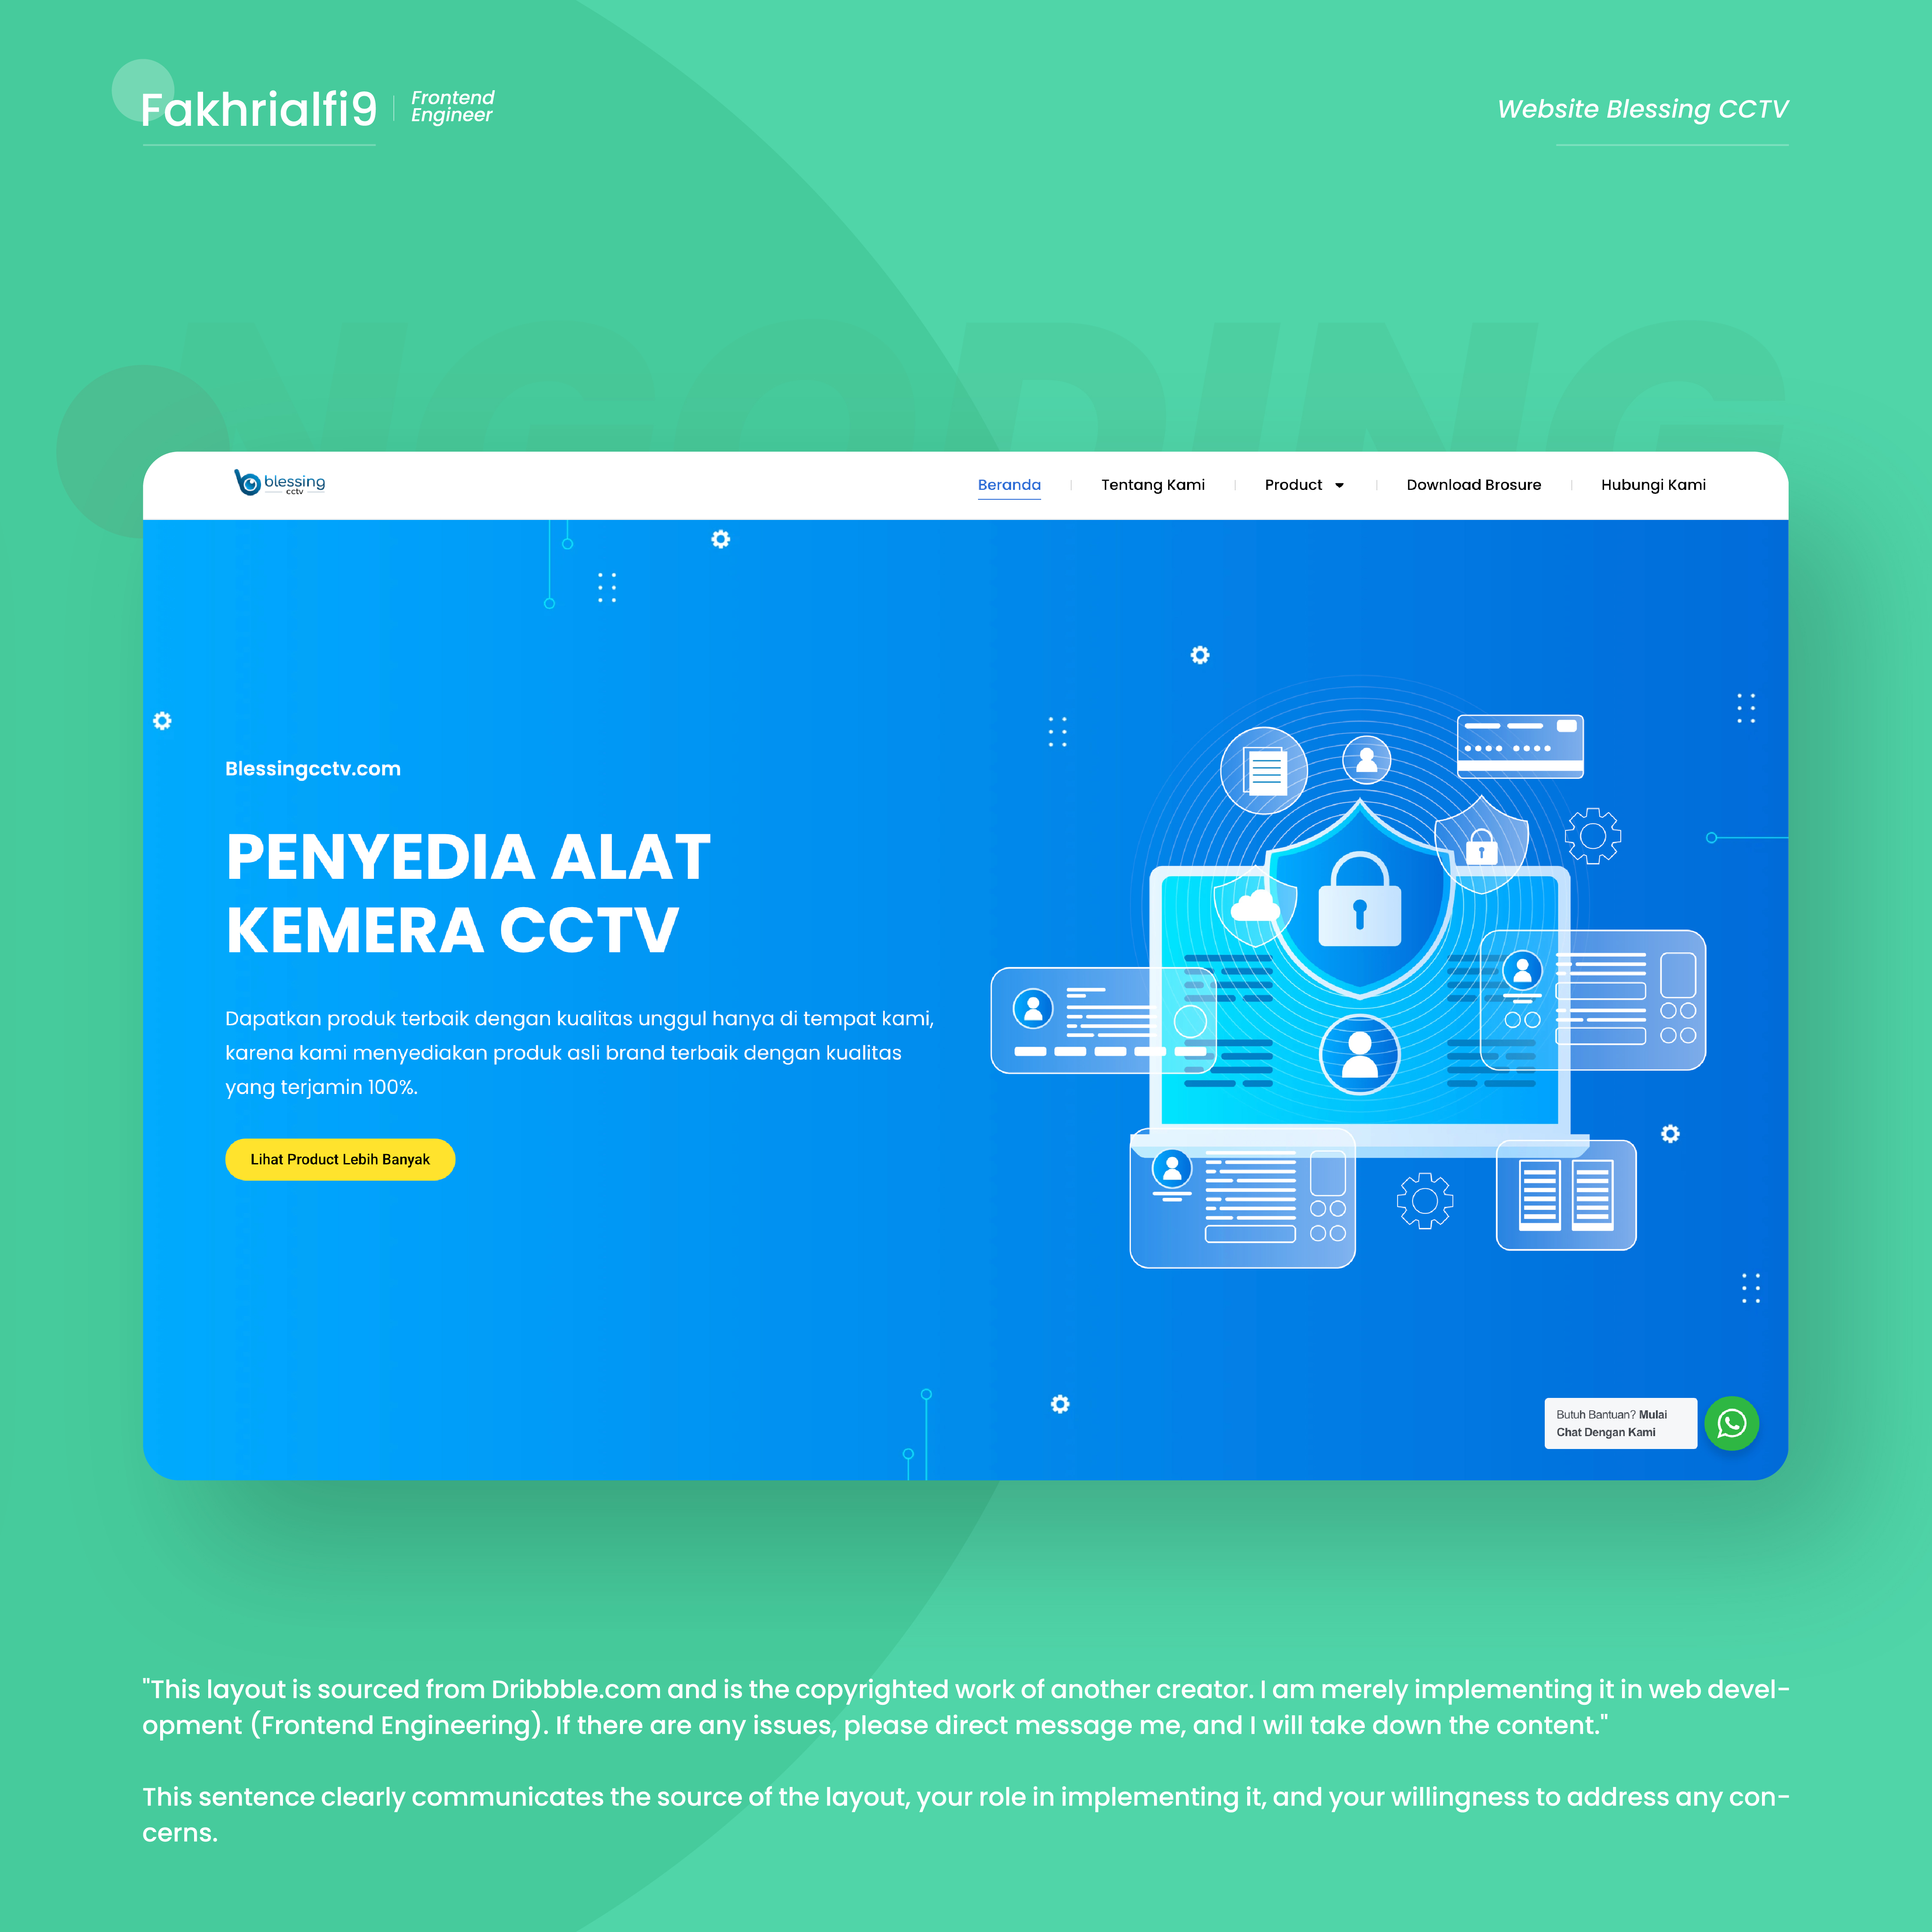 Fakhrialfi9
Frontend
Engineer
Website Blessing CCTV
NGODING
blessing
cctv
Beranda
Tentang Kami
Product
Download Brosure
Hubungi Kami
Blessingcctv.com
PENYEDIA ALAT
KEMERA CCTV
Dapatkan produk terbaik dengan kualitas unggul hanya di tempat kami,
karena kami menyediakan produk asli brand terbaik dengan kualitas
yang terjamin 100%.
Lihat Product Lebih Banyak
Butuh Bantuan? Mulai
Chat Dengan Kami
"This layout is sourced from Dribbble.com and is the copyrighted work of another creator. I am merely implementing it in web devel-
opment (Frontend Engineering). If there are any issues, please direct message me, and I will take down the content."
This sentence clearly communicates the source of the layout, your role in implementing it, and your willingness to address any con-
cerns.